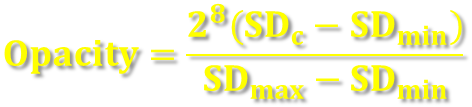 Opacity = 2^8(SD_c − SD_min) / (SD_max − SD_min)